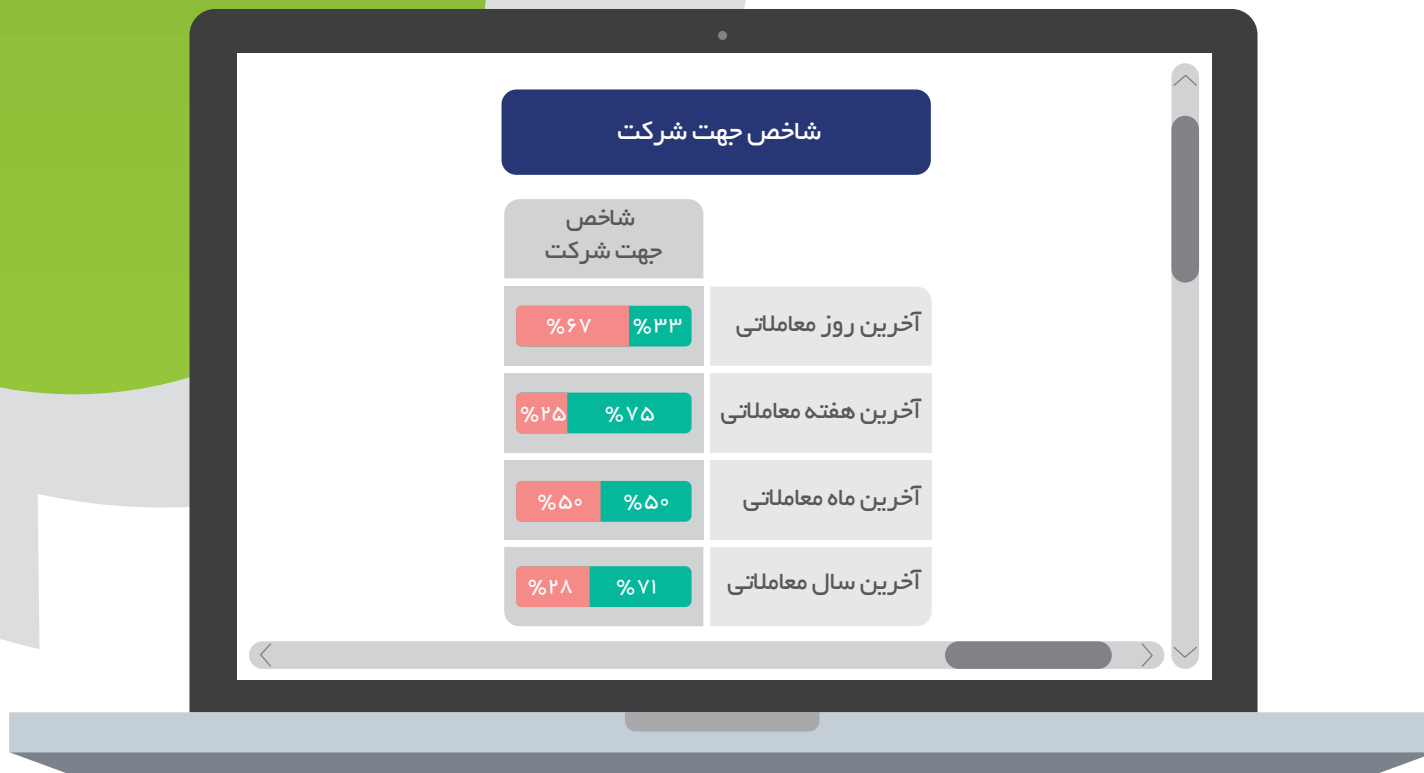 شاخص جهت شرکت
شاخص
جهت شرکت
آخرین روز معاملاتی %۳۳ %۶۷
آخرین هفته معاملاتی %۷۵ %۲۵
آخرین ماه معاملاتی %۵۰ %۵۰
آخرین سال معاملاتی %۷۱ %۲۸